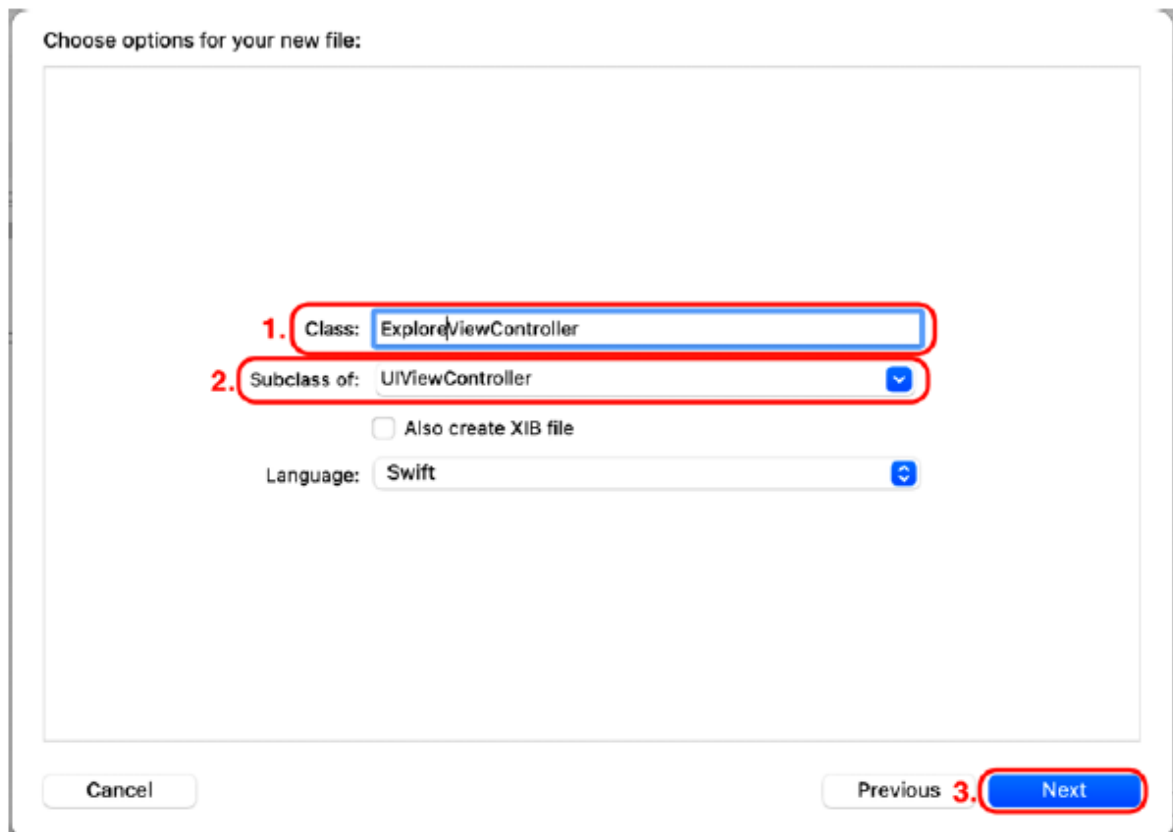 Choose options for your new file:
1. Class: ExploreViewController
2. Subclass of: UIViewController
Also create XIB file
Language: Swift
Cancel Previous 3. Next